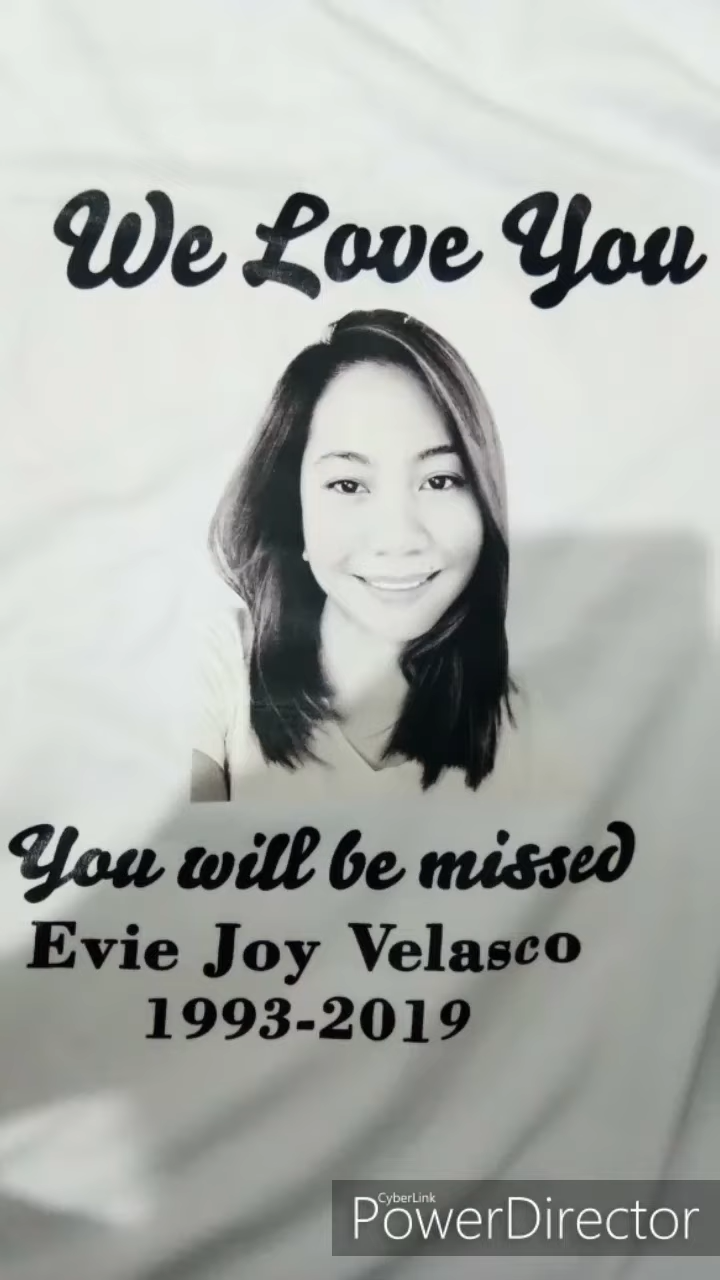 We Love You
You will be missed
Evie Joy Velasco
1993-2019
CyberLink
PowerDirector